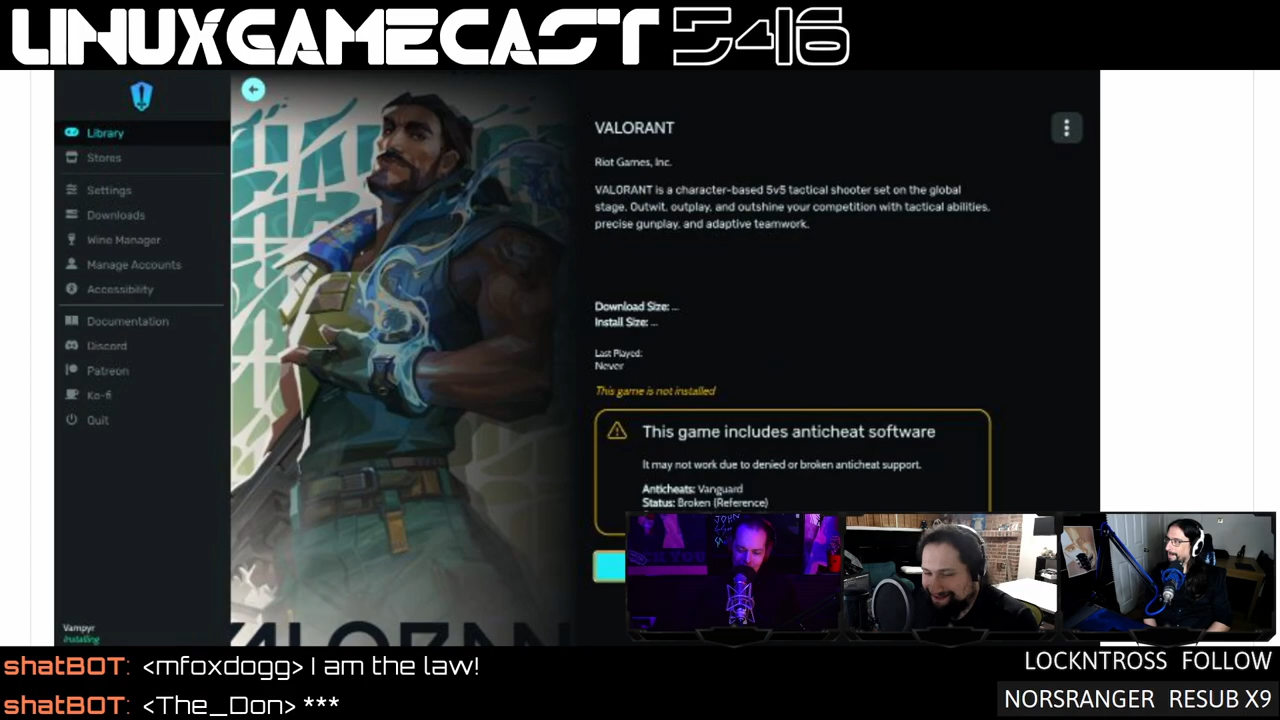 LINUXGAMECAST 546
Library
Stores
Settings
Downloads
Wine Manager
Manage Accounts
Accessibility
Documentation
Discord
Patreon
Ko-fi
Quit
Vampyr
Installing
VALORANT
Riot Games, Inc.
VALORANT is a character-based 5v5 tactical shooter set on the global
stage. Outwit, outplay, and outshine your competition with tactical abilities,
precise gunplay, and adaptive teamwork.
Download Size: ...
Install Size: ...
Last Played:
Never
This game is not installed
This game includes anticheat software
It may not work due to denied or broken anticheat support.
Anticheats: Vanguard
Status: Broken (Reference)
JOHN
shatBOT: <mfoxdogg> I am the law!
shatBOT: <The_Don> ***
LOCKNTROSS FOLLOW
NORSRANGER RESUB X9